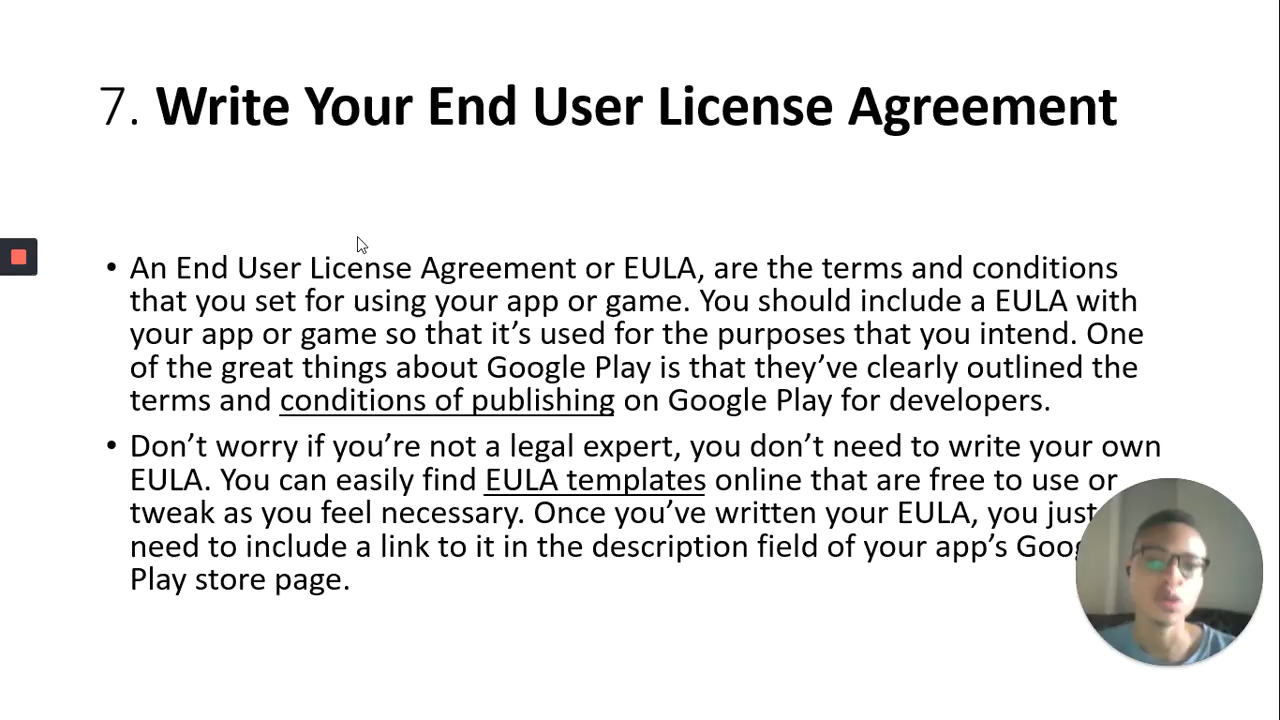 7. Write Your End User License Agreement
• An End User License Agreement or EULA, are the terms and conditions
that you set for using your app or game. You should include a EULA with
your app or game so that it’s used for the purposes that you intend. One
of the great things about Google Play is that they’ve clearly outlined the
terms and conditions of publishing on Google Play for developers.
• Don’t worry if you’re not a legal expert, you don’t need to write your own
EULA. You can easily find EULA templates online that are free to use or
tweak as you feel necessary. Once you’ve written your EULA, you just
need to include a link to it in the description field of your app’s Goo
Play store page.